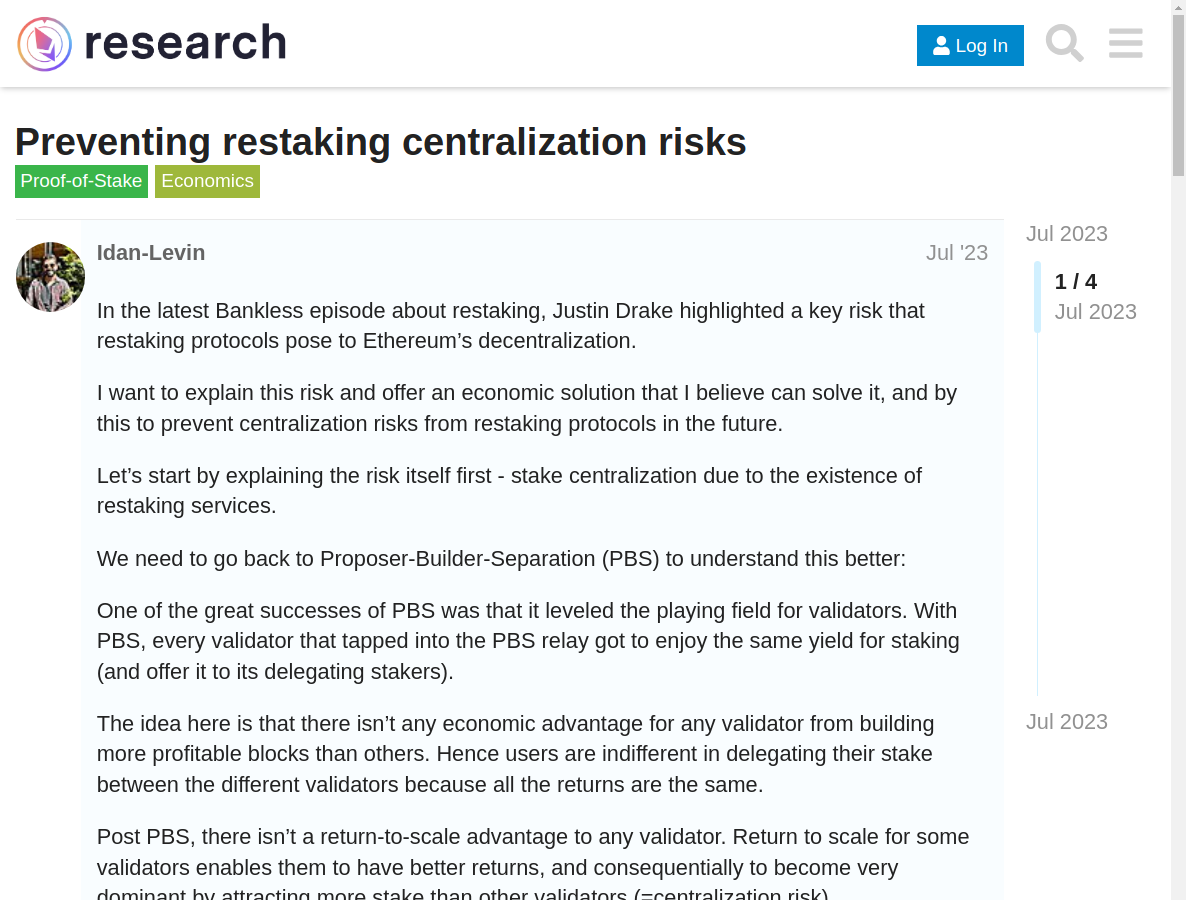 research
Log In
Preventing restaking centralization risks
Proof-of-Stake Economics
Idan-Levin
Jul '23
In the latest Bankless episode about restaking, Justin Drake highlighted a key risk that
restaking protocols pose to Ethereum’s decentralization.
I want to explain this risk and offer an economic solution that I believe can solve it, and by
this to prevent centralization risks from restaking protocols in the future.
Let’s start by explaining the risk itself first - stake centralization due to the existence of
restaking services.
We need to go back to Proposer-Builder-Separation (PBS) to understand this better:
One of the great successes of PBS was that it leveled the playing field for validators. With
PBS, every validator that tapped into the PBS relay got to enjoy the same yield for staking
(and offer it to its delegating stakers).
The idea here is that there isn’t any economic advantage for any validator from building
more profitable blocks than others. Hence users are indifferent in delegating their stake
between the different validators because all the returns are the same.
Post PBS, there isn’t a return-to-scale advantage to any validator. Return to scale for some
validators enables them to have better returns, and consequentially to become very
dominant by attracting more stake than other validators (=centralization risk).
Jul 2023
1 / 4
Jul 2023
Jul 2023